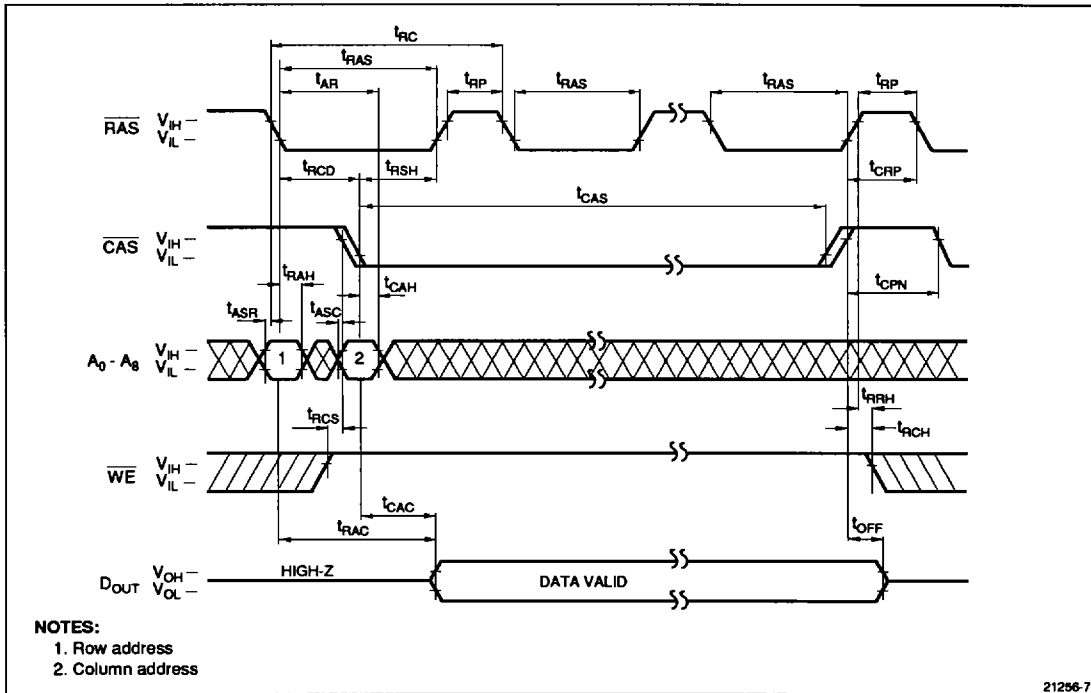 tRC
tRAS
tAR
tRP
tRAS
tRAS
tRP
RAS VIH –
VIL –
tRCD
tRSH
tCRP
tCAS
CAS VIH –
VIL –
tRAH
tCAH
tCPN
tASR
tASC
A0 - A8 VIH –
VIL –
1
2
tRCS
tRRH
tRCH
WE VIH –
VIL –
tCAC
tRAC
tOFF
DOUT VOH –
VOL –
HIGH-Z
DATA VALID
NOTES:
1. Row address
2. Column address
21256-7